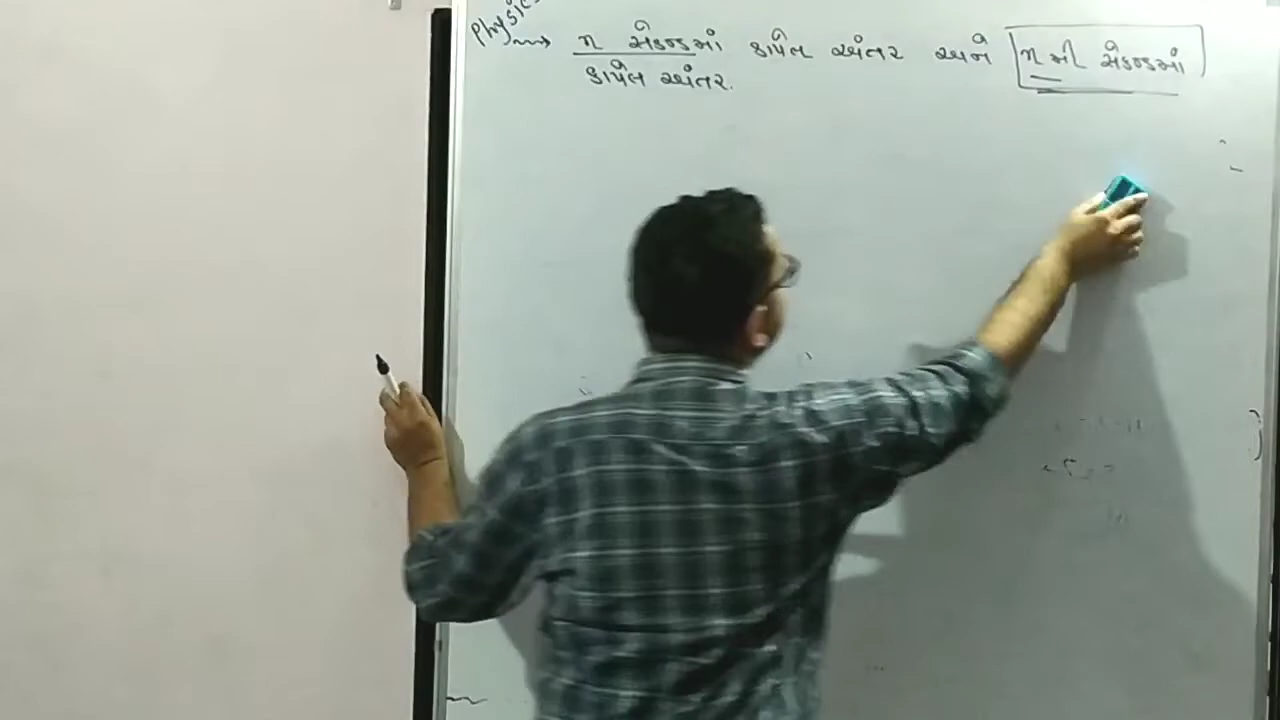 Physics
→ n સેકન્ડમાં કાપેલ અંતર અને n મી સેકન્ડમાં
કાપેલ અંતર.